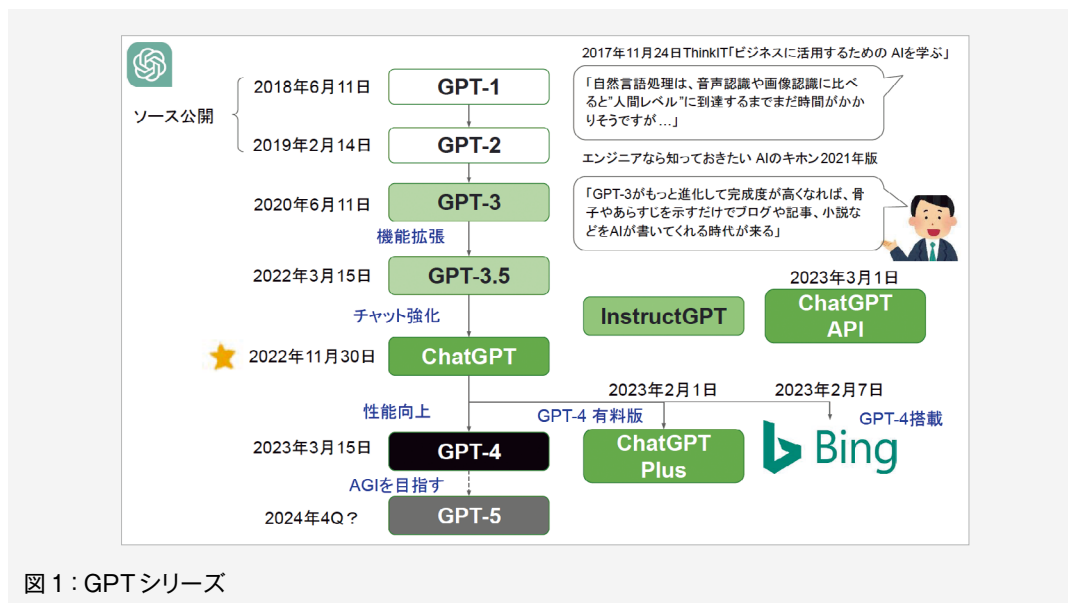 2017年11月24日ThinkIT「ビジネスに活用するための AIを学ぶ」
2018年6月11日
GPT-1
「自然言語処理は、音声認識や画像認識に比べ
ると”人間レベル”に到達するまでまだ時間がかか
りそうですが…」
ソース公開
2019年2月14日
GPT-2
エンジニアなら知っておきたい AIのキホン2021年版
2020年6月11日
GPT-3
「GPT-3がもっと進化して完成度が高くなれば、骨
子やあらすじを示すだけでブログや記事、小説な
どをAIが書いてくれる時代が来る」
機能拡張
2022年3月15日
GPT-3.5
2023年3月1日
ChatGPT
API
InstructGPT
チャット強化
2022年11月30日
ChatGPT
性能向上
2023年2月1日
2023年2月7日
GPT-4 有料版
GPT-4搭載
2023年3月15日
GPT-4
ChatGPT
Plus
Bing
AGIを目指す
2024年4Q？
GPT-5
図1：GPTシリーズ